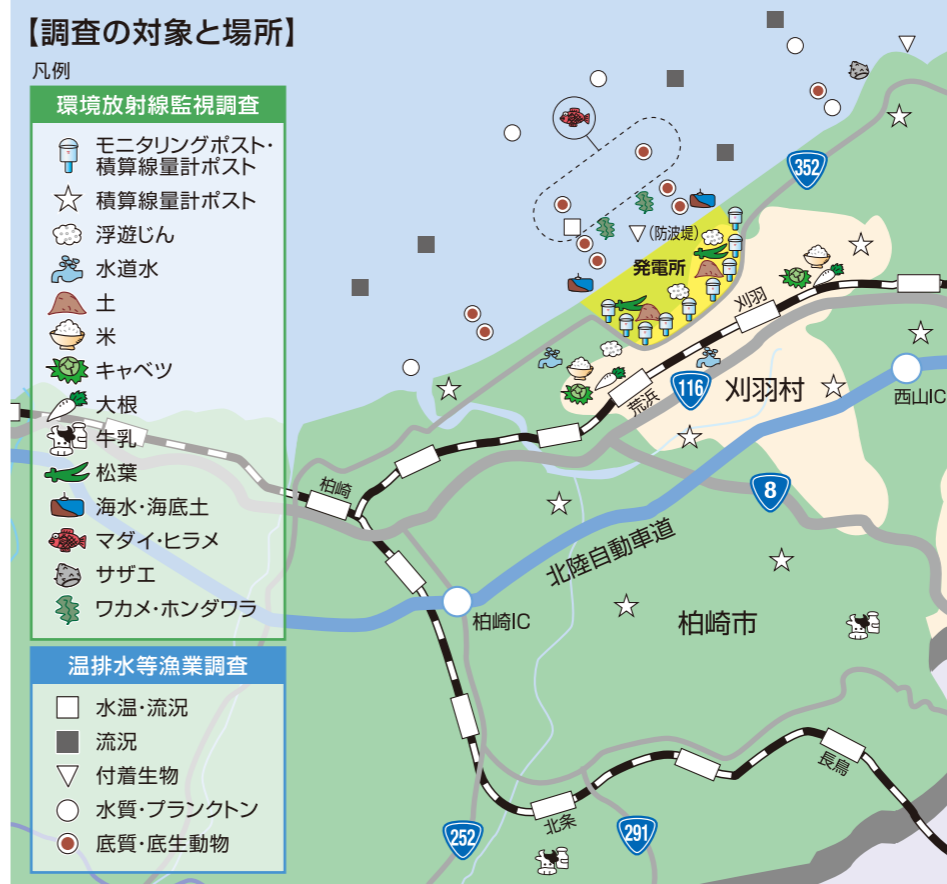 【調査の対象と場所】
凡例
環境放射線監視調査
モニタリングポスト・
積算線量計ポスト
積算線量計ポスト
浮遊じん
水道水
土
米
キャベツ
大根
牛乳
松葉
海水・海底土
マダイ・ヒラメ
サザエ
ワカメ・ホンダワラ
温排水等漁業調査
水温・流況
流況
付着生物
水質・プランクトン
底質・底生動物
352
(防波堤)
発電所
刈羽
116
刈羽村
荒浜
西山IC
柏崎
8
北陸自動車道
柏崎IC
柏崎市
長鳥
北条
252
291